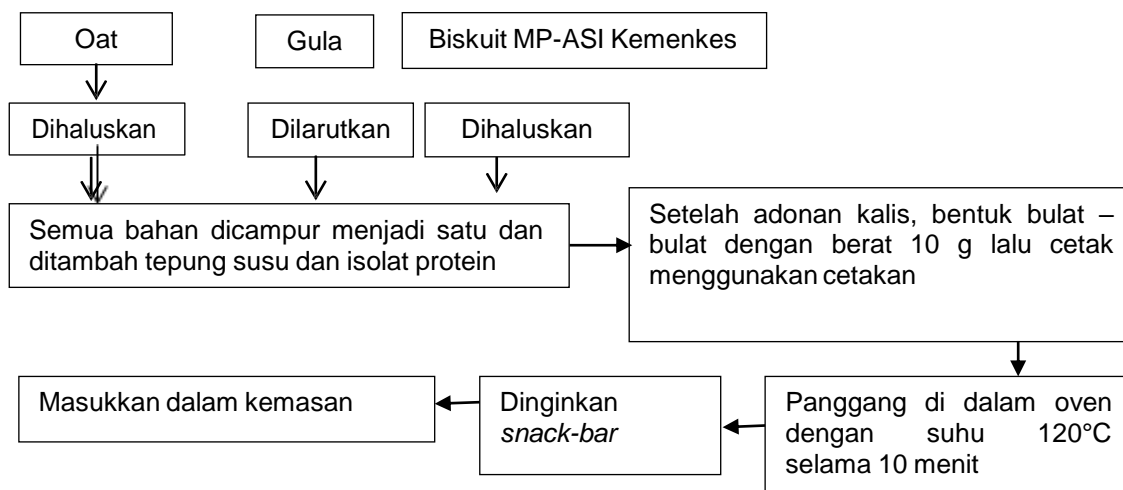 Oat
Gula
Biskuit MP-ASI Kemenkes
Dihaluskan
Dilarutkan
Dihaluskan
Semua bahan dicampur menjadi satu dan
ditambah tepung susu dan isolat protein
Setelah adonan kalis, bentuk bulat –
bulat dengan berat 10 g lalu cetak
menggunakan cetakan
Panggang di dalam oven
dengan suhu 120°C
selama 10 menit
Dinginkan
snack-bar
Masukkan dalam kemasan